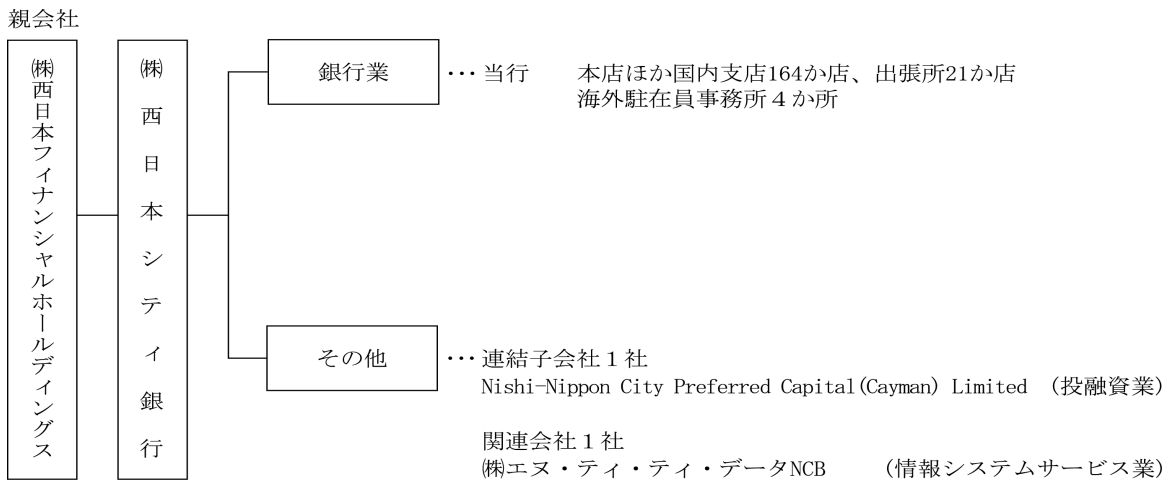 親会社
㈱西日本フィナンシャルホールディングス
㈱西日本シティ銀行
銀行業
…当行　本店ほか国内支店164か店、出張所21か店
海外駐在員事務所４か所
その他
…連結子会社１社
Nishi-Nippon City Preferred Capital(Cayman) Limited （投融資業）
関連会社１社
㈱エヌ・ティ・ティ・データNCB　（情報システムサービス業）